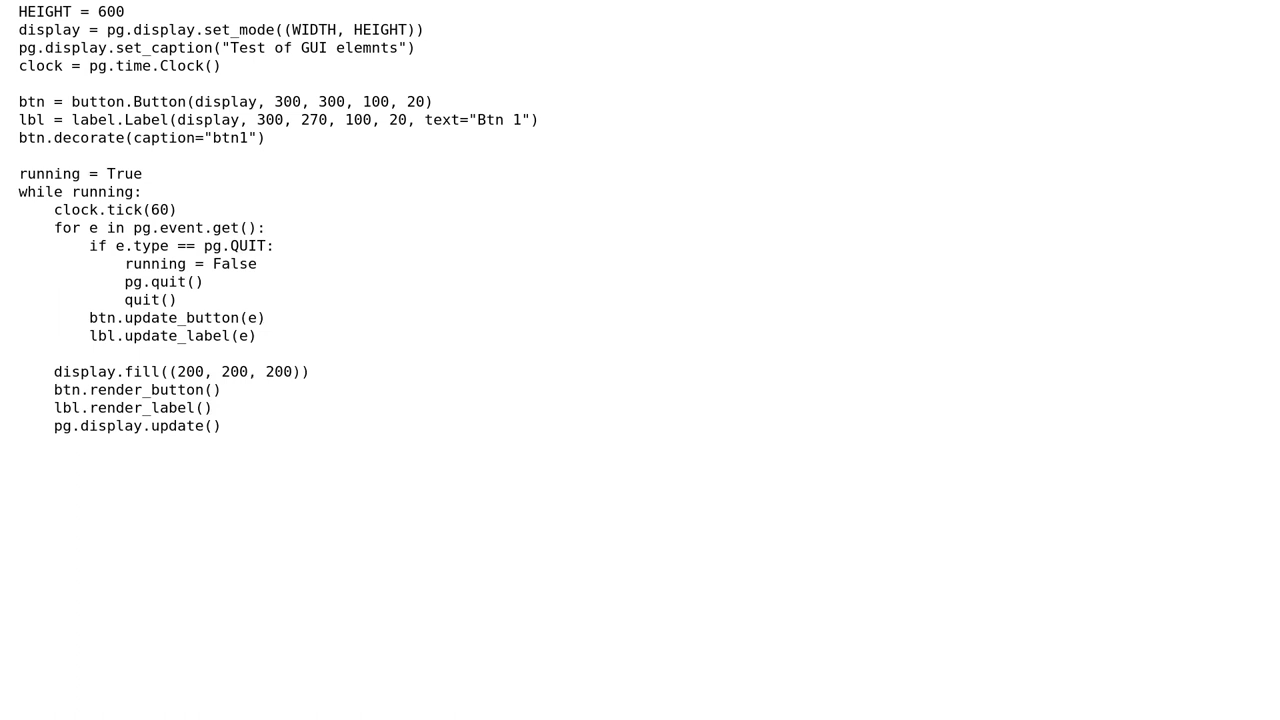 HEIGHT = 600
display = pg.display.set_mode((WIDTH, HEIGHT))
pg.display.set_caption("Test of GUI elemnts")
clock = pg.time.Clock()

btn = button.Button(display, 300, 300, 100, 20)
lbl = label.Label(display, 300, 270, 100, 20, text="Btn 1")
btn.decorate(caption="btn1")

running = True
while running:
    clock.tick(60)
    for e in pg.event.get():
        if e.type == pg.QUIT:
            running = False
            pg.quit()
            quit()
        btn.update_button(e)
        lbl.update_label(e)

    display.fill((200, 200, 200))
    btn.render_button()
    lbl.render_label()
    pg.display.update()